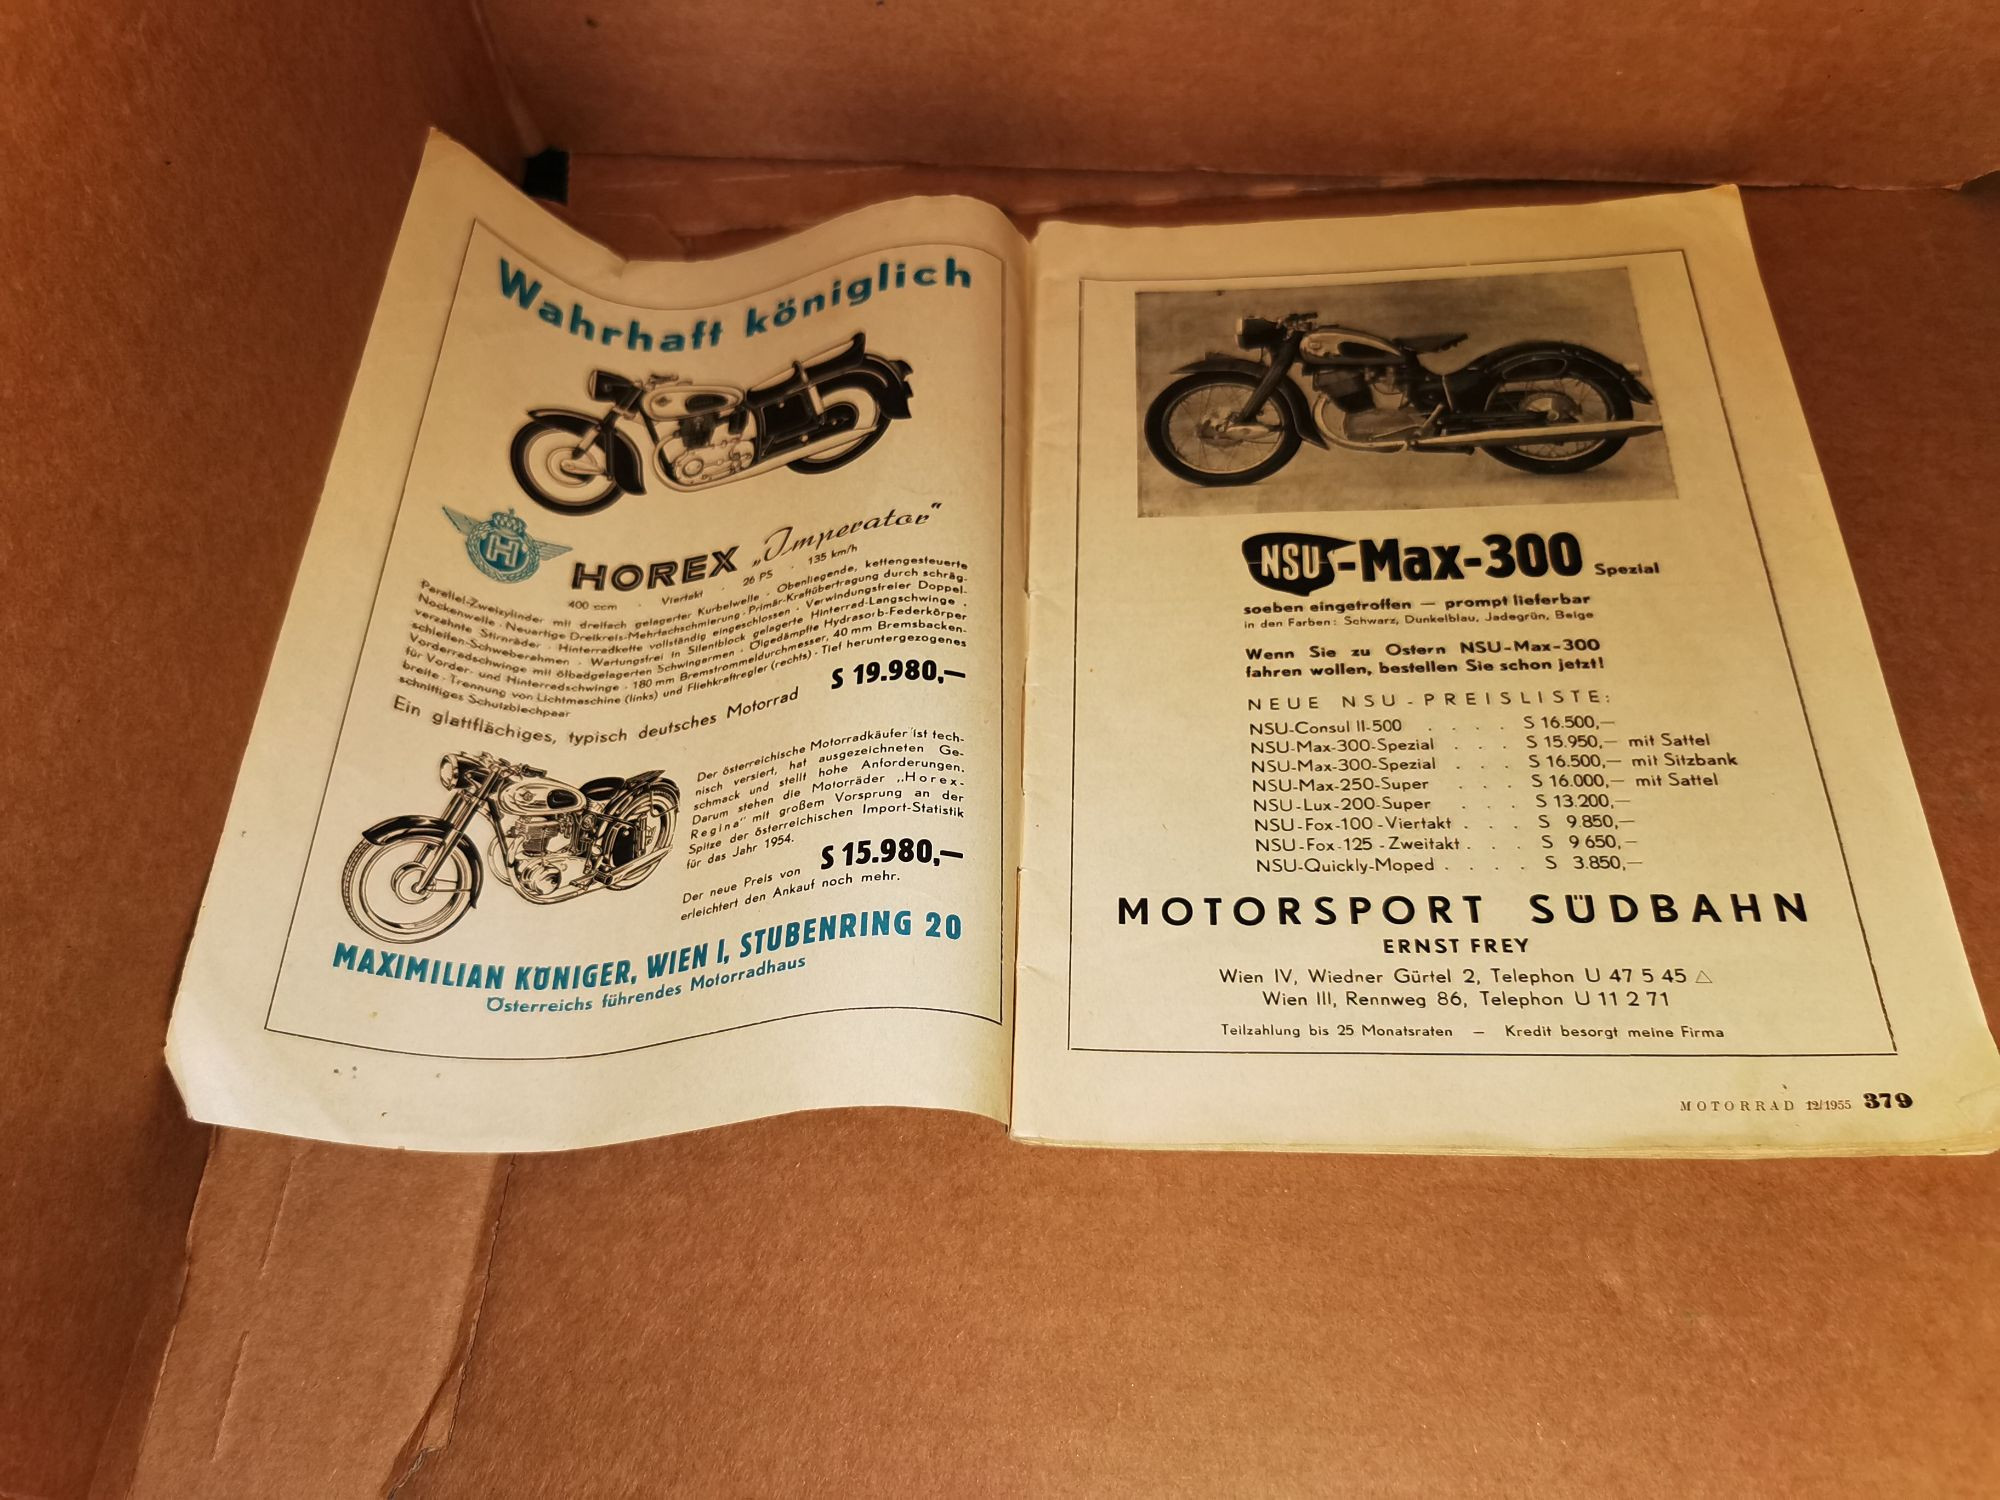 Wahrhaft königlich
H
HOREX „Imperator“
400 ccm · Viertakt · 26 PS · 135 km/h
Parallel-Zweizylinder mit dreifach gelagerter Kurbelwelle · Obenliegende, kettengesteuerte
Nockenwelle · Neuartige Dreikreis-Mehrfachschmierung · Primär-Kraftübertragung durch schräg-
verzahnte Stirnräder · Hinterradkette vollständig eingeschlossen · Verwindungsfreier Doppel-
schleifen-Schweberahmen · Wartungsfrei in Silentblock gelagerte Hinterrad-Langschwinge ·
Vorderradschwinge mit ölbadgelagerten Schwingarmen · Ölgedämpfte Hydrasorb-Federkörper
für Vorder- und Hinterradschwinge · 180 mm Bremstrommeldurchmesser, 40 mm Bremsbacken-
breite · Trennung von Lichtmaschine (links) und Fliehkraftregler (rechts) · Tief heruntergezogenes
schnittiges Schutzblechpaar
S 19.980,—
Ein glattflächiges, typisch deutsches Motorrad
Der österreichische Motorradkäufer ist tech-
nisch versiert, hat ausgezeichneten Ge-
schmack und stellt hohe Anforderungen.
Darum stehen die Motorräder „Horex-
Regina“ mit großem Vorsprung an der
Spitze der österreichischen Import-Statistik
für das Jahr 1954.
Der neue Preis von S 15.980,—
erleichtert den Ankauf noch mehr.
MAXIMILIAN KÖNIGER, WIEN I, STUBENRING 20
Österreichs führendes Motorradhaus
NSU-Max-300 Spezial
soeben eingetroffen — prompt lieferbar
in den Farben: Schwarz, Dunkelblau, Jadegrün, Beige
Wenn Sie zu Ostern NSU-Max-300
fahren wollen, bestellen Sie schon jetzt!
NEUE NSU-PREISLISTE:
NSU-Consul II-500 . . . . S 16.500,—
NSU-Max-300-Spezial . . . S 15.950,— mit Sattel
NSU-Max-300-Spezial . . . S 16.500,— mit Sitzbank
NSU-Max-250-Super . . . S 16.000,— mit Sattel
NSU-Lux-200-Super . . . S 13.200,—
NSU-Fox-100-Viertakt . . . S 9.850,—
NSU-Fox-125-Zweitakt . . . S 9 650,—
NSU-Quickly-Moped . . . . S 3.850,—
MOTORSPORT SÜDBAHN
ERNST FREY
Wien IV, Wiedner Gürtel 2, Telephon U 47 5 45 △
Wien III, Rennweg 86, Telephon U 11 2 71
Teilzahlung bis 25 Monatsraten — Kredit besorgt meine Firma
MOTORRAD 12/1955 379